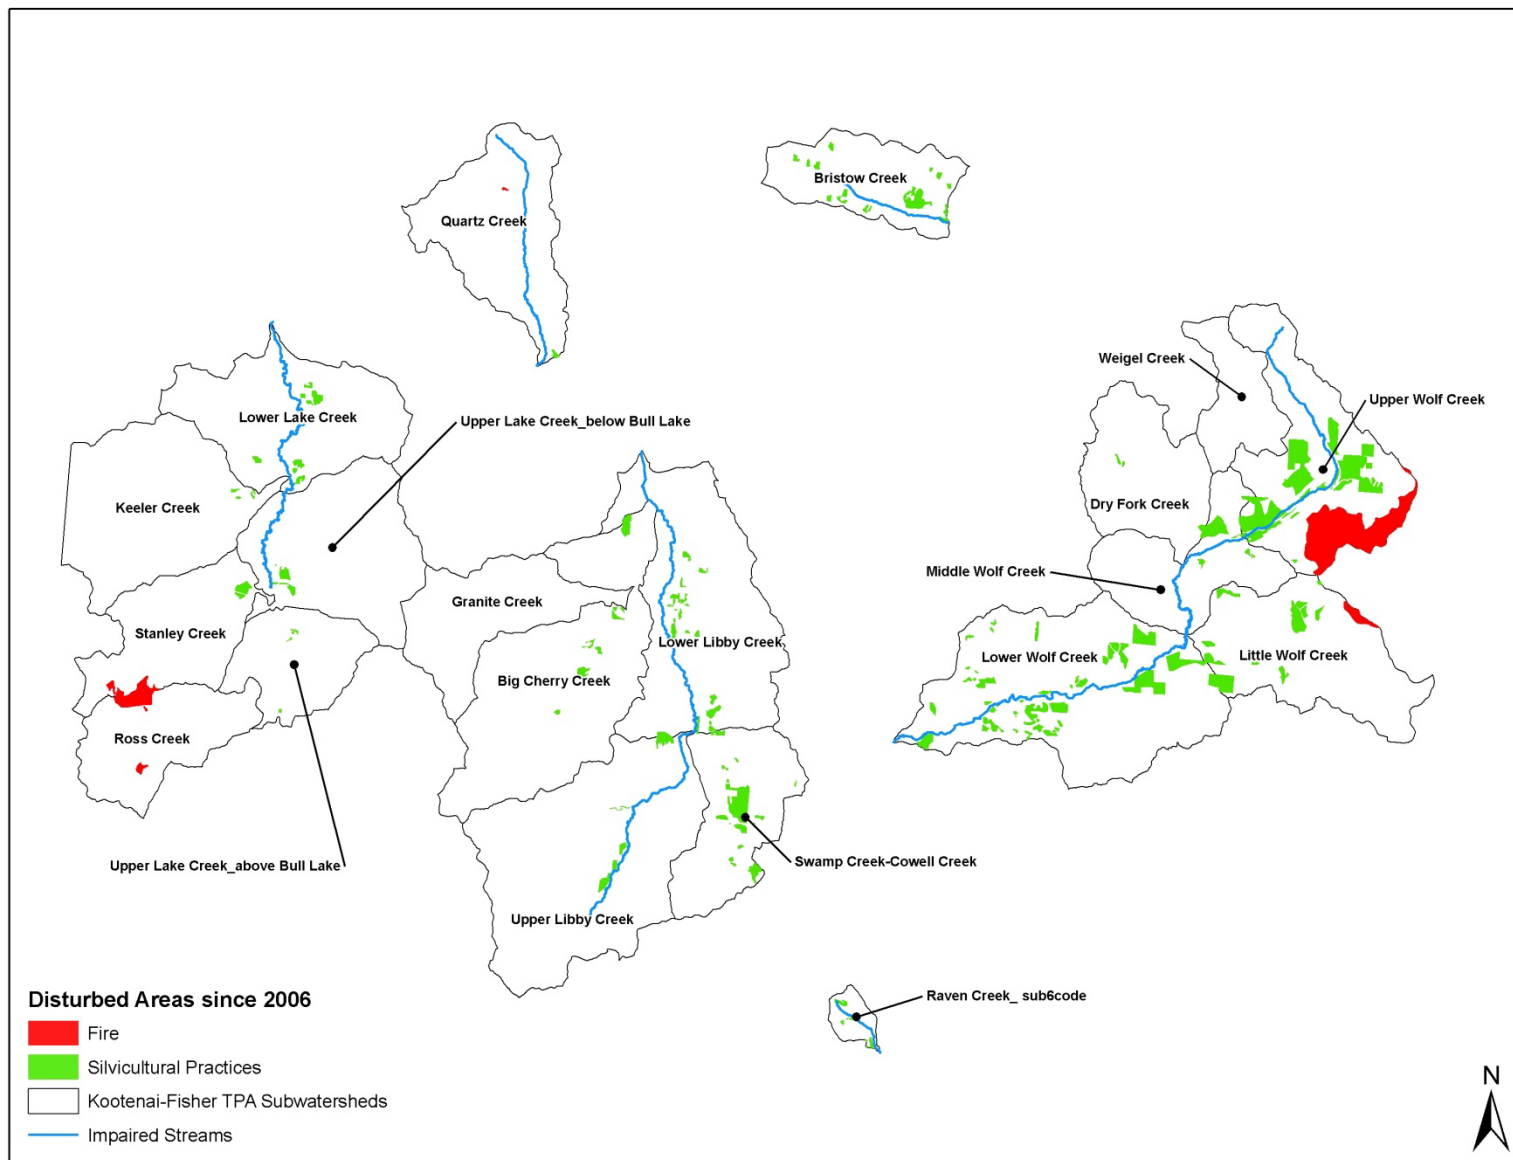 Bristow Creek
Quartz Creek
Weigel Creek
Upper Wolf Creek
Lower Lake Creek
Upper Lake Creek_below Bull Lake
Keeler Creek
Dry Fork Creek
Middle Wolf Creek
Granite Creek
Stanley Creek
Lower Libby Creek
Lower Wolf Creek
Little Wolf Creek
Big Cherry Creek
Ross Creek
Upper Lake Creek_above Bull Lake
Swamp Creek-Cowell Creek
Upper Libby Creek
Raven Creek_ sub6code
Disturbed Areas since 2006
Fire
Silvicultural Practices
Kootenai-Fisher TPA Subwatersheds
Impaired Streams
N